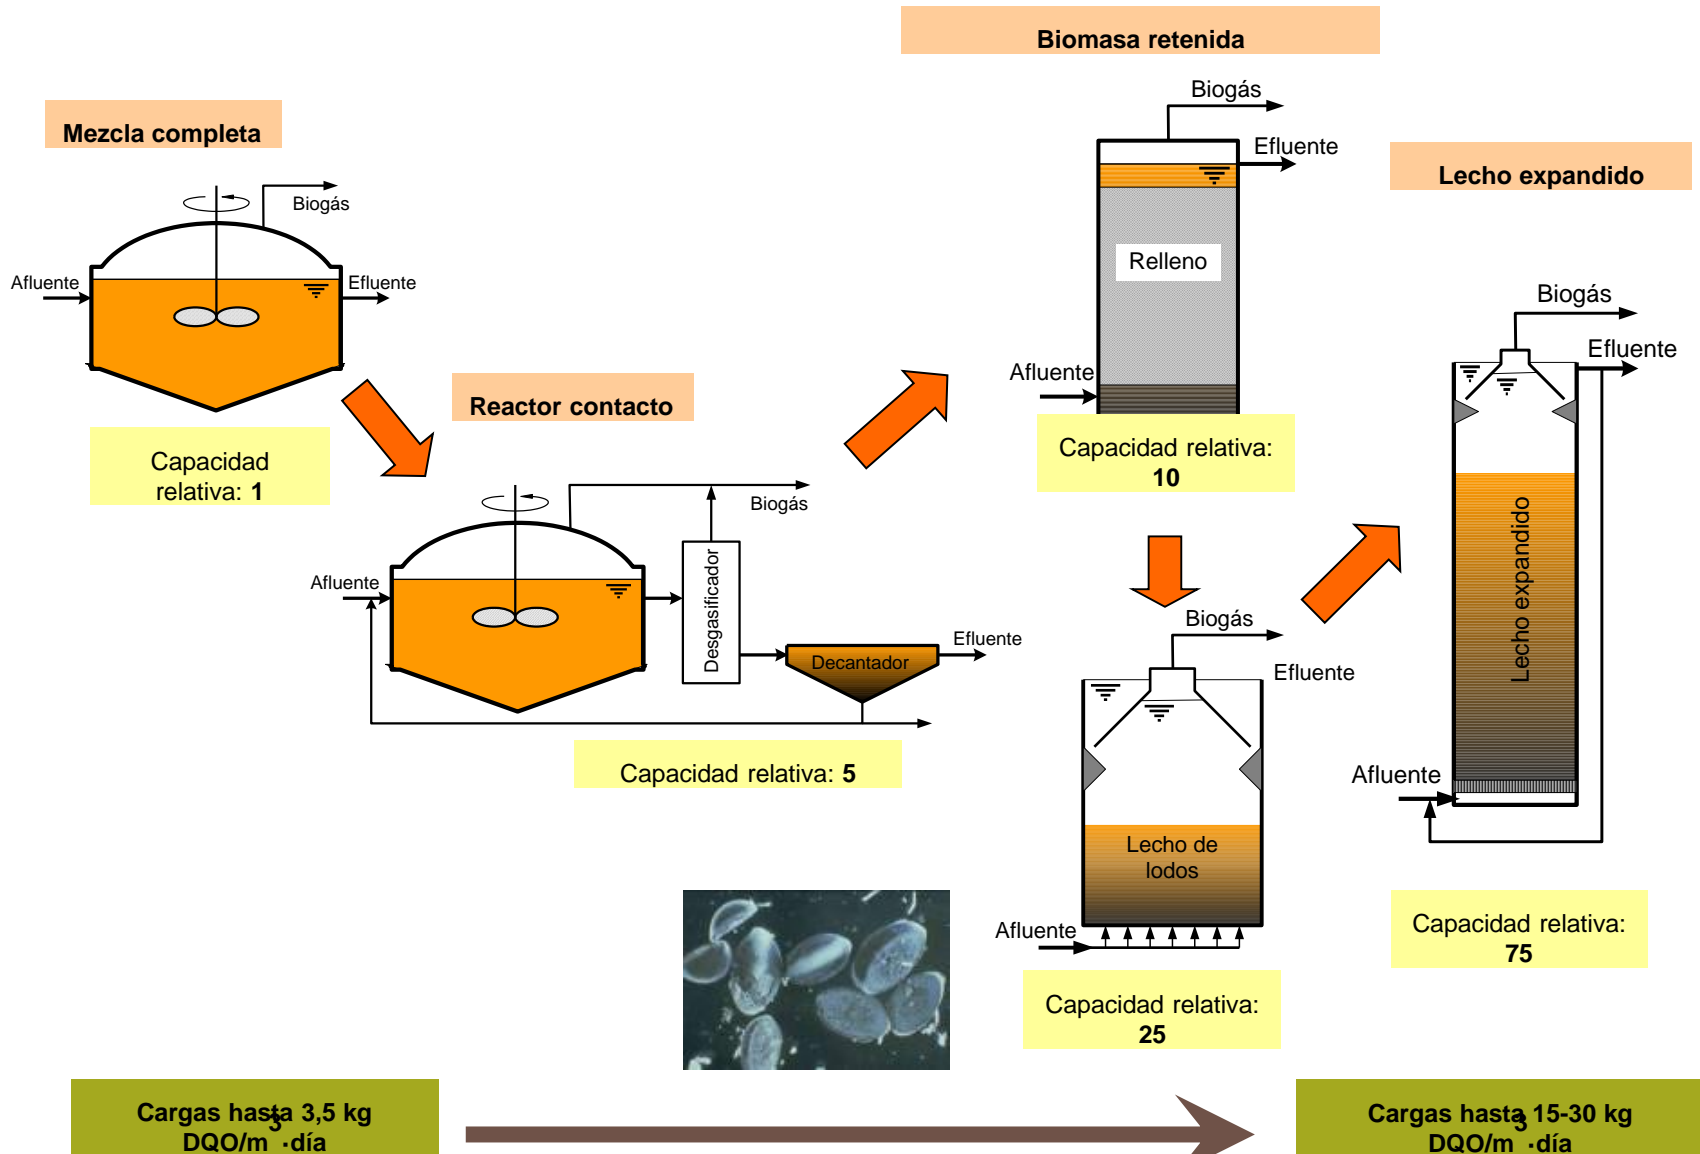 Biomasa retenida
Biogás
Efluente
Relleno
Afluente
Capacidad relativa:
10
Mezcla completa
Biogás
Afluente
Efluente
Capacidad
relativa: 1
Reactor contacto
Biogás
Afluente
Desgasificador
Decantador
Efluente
Capacidad relativa: 5
Biogás
Efluente
Lecho de
lodos
Afluente
Capacidad relativa:
25
Lecho expandido
Biogás
Efluente
Lecho expandido
Afluente
Capacidad relativa:
75
Cargas hasta 3,5 kg
DQO/m3·día
Cargas hasta 15-30 kg
DQO/m3·día